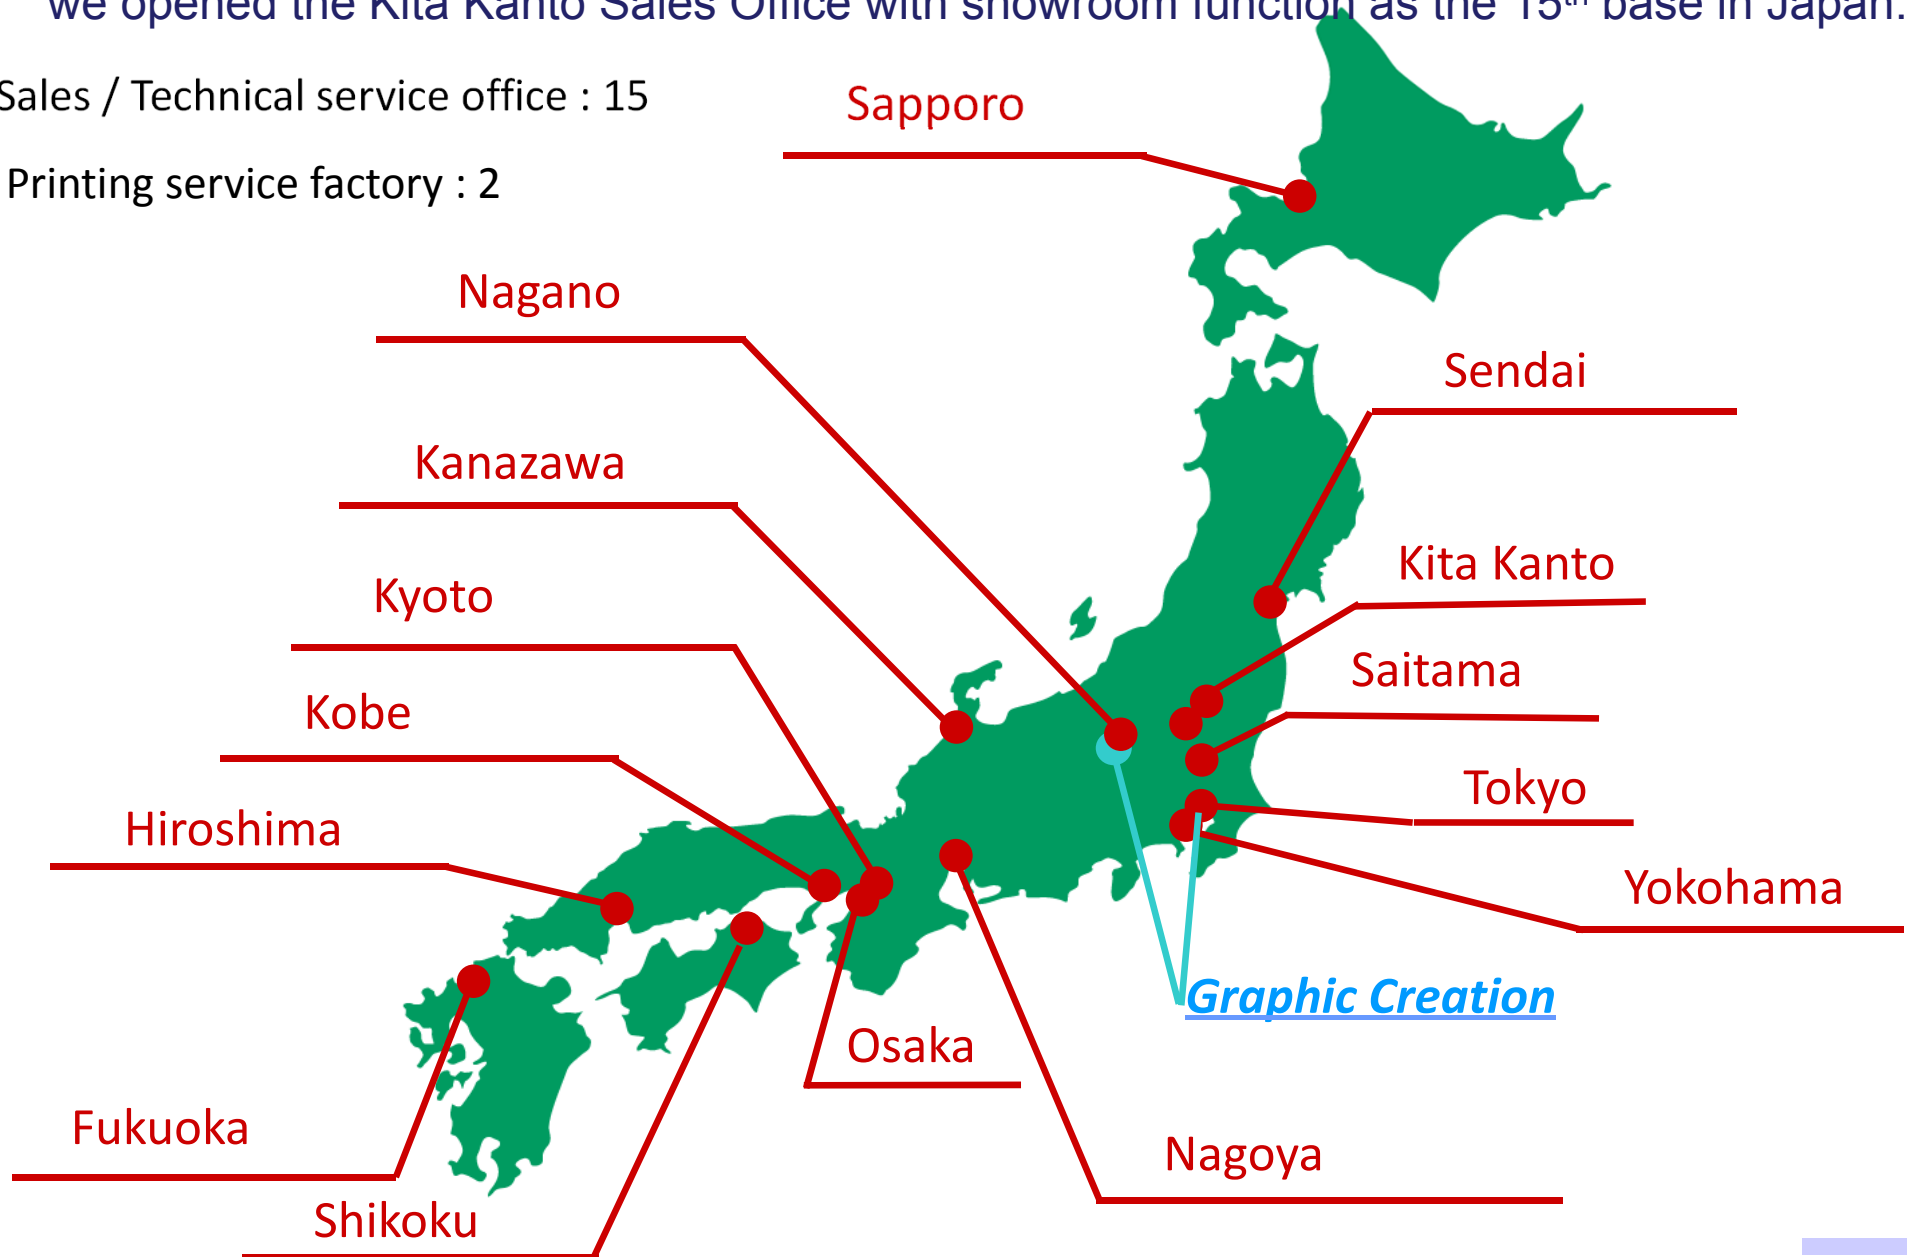 we opened the Kita Kanto Sales Office with showroom function as the 15th base in Japan.
Sales / Technical service office : 15
Printing service factory : 2
Sapporo
Nagano
Sendai
Kanazawa
Kita Kanto
Kyoto
Saitama
Kobe
Tokyo
Hiroshima
Yokohama
Graphic Creation
Osaka
Fukuoka
Nagoya
Shikoku